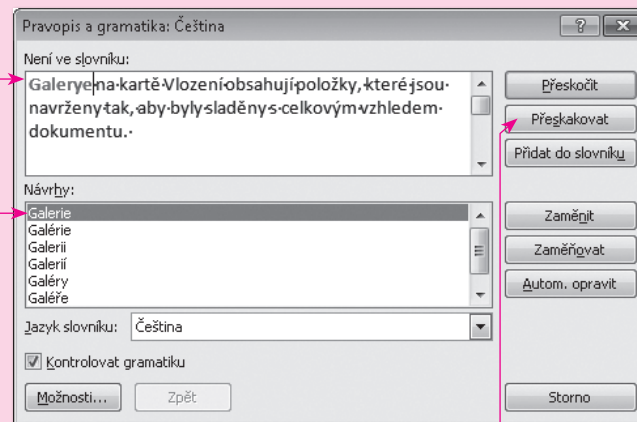 Pravopis a gramatika: Čeština
Není ve slovníku:
Galerye·na·kartě·Vlození·obsahují·položky,·které·jsou·
navrženy·tak,·aby·byly·sladěny·s·celkovým·vzhledem·
dokumentu.·
Přeskočit
Přeskakovat
Přidat do slovníku
Návrhy:
Galerie
Galérie
Galerii
Galerií
Galéry
Galéře
Zaměnit
Zaměňovat
Autom. opravit
Jazyk slovníku:
Čeština
Kontrolovat gramatiku
Možnosti...
Zpět
Storno